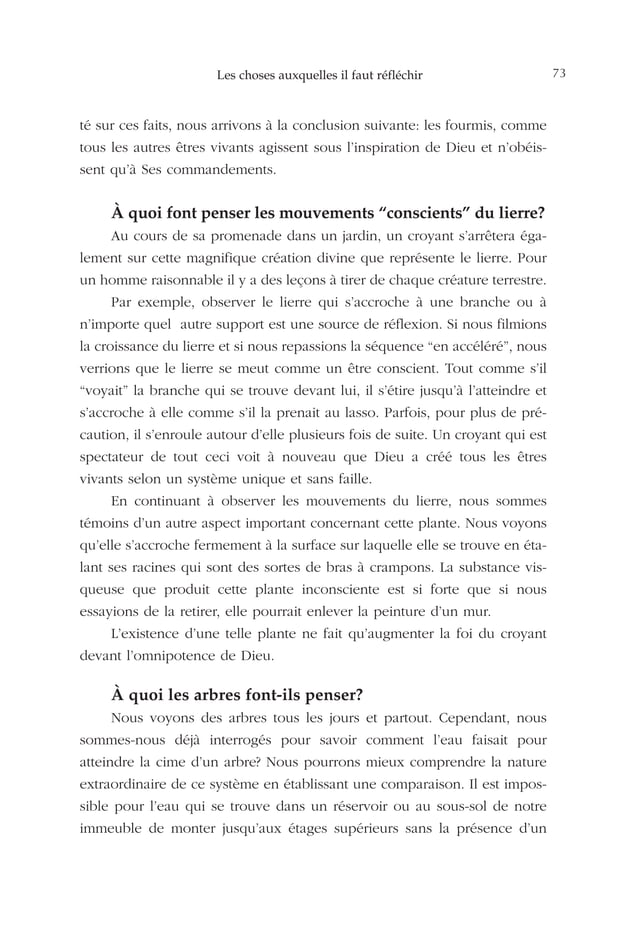 Les choses auxquelles il faut réfléchir 73
té sur ces faits, nous arrivons à la conclusion suivante: les fourmis, comme
tous les autres êtres vivants agissent sous l’inspiration de Dieu et n’obéis-
sent qu’à Ses commandements.
À quoi font penser les mouvements “conscients” du lierre?
Au cours de sa promenade dans un jardin, un croyant s’arrêtera éga-
lement sur cette magnifique création divine que représente le lierre. Pour
un homme raisonnable il y a des leçons à tirer de chaque créature terrestre.
Par exemple, observer le lierre qui s’accroche à une branche ou à
n’importe quel autre support est une source de réflexion. Si nous filmions
la croissance du lierre et si nous repassions la séquence “en accéléré”, nous
verrions que le lierre se meut comme un être conscient. Tout comme s’il
“voyait” la branche qui se trouve devant lui, il s’étire jusqu’à l’atteindre et
s’accroche à elle comme s’il la prenait au lasso. Parfois, pour plus de pré-
caution, il s’enroule autour d’elle plusieurs fois de suite. Un croyant qui est
spectateur de tout ceci voit à nouveau que Dieu a créé tous les êtres
vivants selon un système unique et sans faille.
En continuant à observer les mouvements du lierre, nous sommes
témoins d’un autre aspect important concernant cette plante. Nous voyons
qu’elle s’accroche fermement à la surface sur laquelle elle se trouve en éta-
lant ses racines qui sont des sortes de bras à crampons. La substance vis-
queuse que produit cette plante inconsciente est si forte que si nous
essayions de la retirer, elle pourrait enlever la peinture d’un mur.
L’existence d’une telle plante ne fait qu’augmenter la foi du croyant
devant l’omnipotence de Dieu.
À quoi les arbres font-ils penser?
Nous voyons des arbres tous les jours et partout. Cependant, nous
sommes-nous déjà interrogés pour savoir comment l’eau faisait pour
atteindre la cime d’un arbre? Nous pourrons mieux comprendre la nature
extraordinaire de ce système en établissant une comparaison. Il est impos-
sible pour l’eau qui se trouve dans un réservoir ou au sous-sol de notre
immeuble de monter jusqu’aux étages supérieurs sans la présence d’un